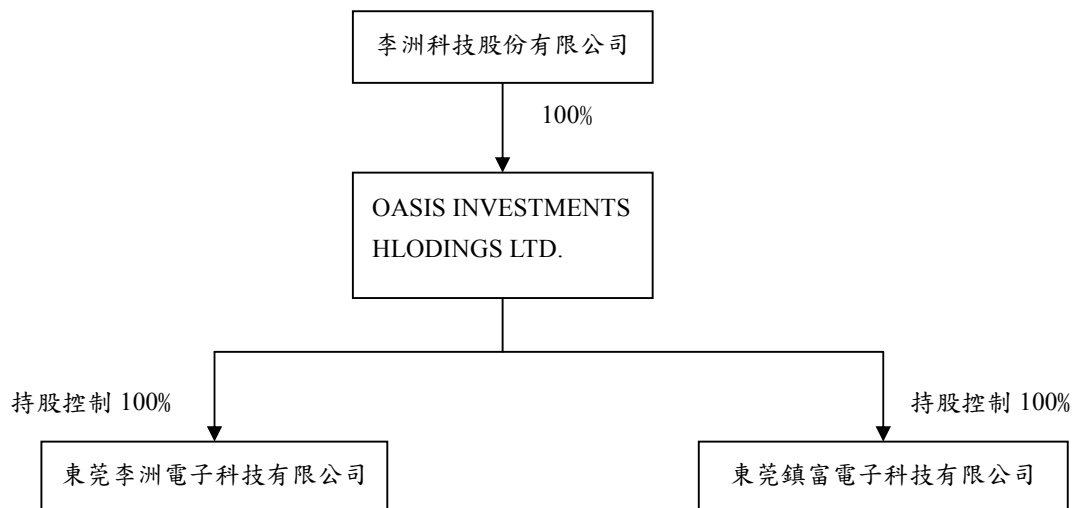 李洲科技股份有限公司
100%
OASIS INVESTMENTS
HLODINGS LTD.
持股控制 100%
持股控制 100%
東莞李洲電子科技有限公司
東莞鎮富電子科技有限公司